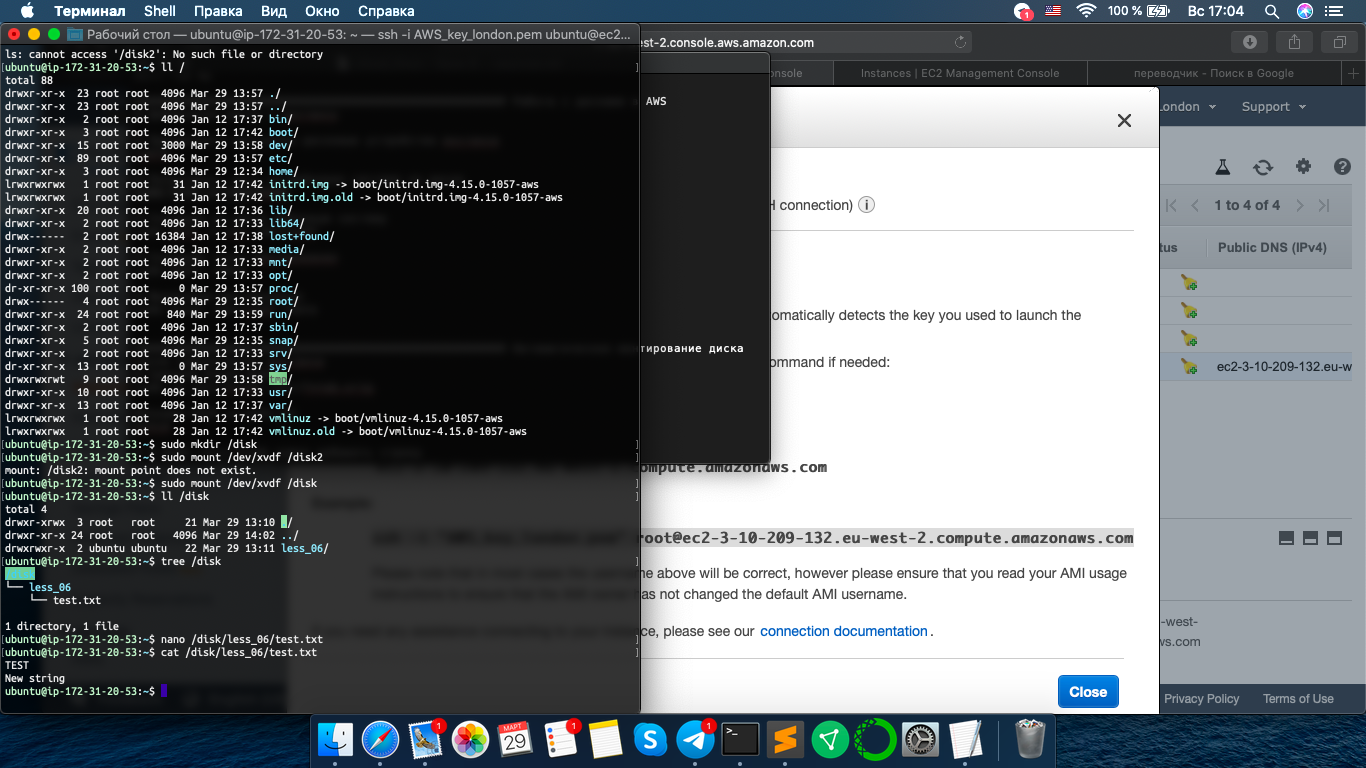 Терминал Shell Правка Вид Окно Справка 1 100 % Вс 17:04
Рабочий стол — ubuntu@ip-172-31-20-53: ~ — ssh -i AWS_key_london.pem ubuntu@ec2...
ls: cannot access '/disk2': No such file or directory
[ubuntu@ip-172-31-20-53:~$ ll / ]
total 88
drwxr-xr-x 23 root root 4096 Mar 29 13:57 ./
drwxr-xr-x 23 root root 4096 Mar 29 13:57 ../
drwxr-xr-x 2 root root 4096 Jan 12 17:37 bin/
drwxr-xr-x 3 root root 4096 Jan 12 17:42 boot/
drwxr-xr-x 15 root root 3000 Mar 29 13:58 dev/
drwxr-xr-x 89 root root 4096 Mar 29 13:57 etc/
drwxr-xr-x 3 root root 4096 Mar 29 12:34 home/
lrwxrwxrwx 1 root root 31 Jan 12 17:42 initrd.img -> boot/initrd.img-4.15.0-1057-aws
lrwxrwxrwx 1 root root 31 Jan 12 17:42 initrd.img.old -> boot/initrd.img-4.15.0-1057-aws
drwxr-xr-x 20 root root 4096 Jan 12 17:36 lib/
drwxr-xr-x 2 root root 4096 Jan 12 17:33 lib64/
drwx------ 2 root root 16384 Jan 12 17:38 lost+found/
drwxr-xr-x 2 root root 4096 Jan 12 17:33 media/
drwxr-xr-x 2 root root 4096 Jan 12 17:33 mnt/
drwxr-xr-x 2 root root 4096 Jan 12 17:33 opt/
dr-xr-xr-x 100 root root 0 Mar 29 13:57 proc/
drwx------ 4 root root 4096 Mar 29 12:35 root/
drwxr-xr-x 24 root root 840 Mar 29 13:59 run/
drwxr-xr-x 2 root root 4096 Jan 12 17:37 sbin/
drwxr-xr-x 5 root root 4096 Mar 29 12:35 snap/
drwxr-xr-x 2 root root 4096 Jan 12 17:33 srv/
dr-xr-xr-x 13 root root 0 Mar 29 13:57 sys/
drwxrwxrwt 9 root root 4096 Mar 29 13:58 tmp/
drwxr-xr-x 10 root root 4096 Jan 12 17:33 usr/
drwxr-xr-x 13 root root 4096 Jan 12 17:37 var/
lrwxrwxrwx 1 root root 28 Jan 12 17:42 vmlinuz -> boot/vmlinuz-4.15.0-1057-aws
lrwxrwxrwx 1 root root 28 Jan 12 17:42 vmlinuz.old -> boot/vmlinuz-4.15.0-1057-aws
[ubuntu@ip-172-31-20-53:~$ sudo mkdir /disk ]
[ubuntu@ip-172-31-20-53:~$ sudo mount /dev/xvdf /disk2 ]
mount: /disk2: mount point does not exist.
[ubuntu@ip-172-31-20-53:~$ sudo mount /dev/xvdf /disk ]
[ubuntu@ip-172-31-20-53:~$ ll /disk ]
total 4
drwxr-xrwx 3 root root 21 Mar 29 13:10 ./
drwxr-xr-x 24 root root 4096 Mar 29 14:02 ../
drwxrwxr-x 2 ubuntu ubuntu 22 Mar 29 13:11 less_06/
[ubuntu@ip-172-31-20-53:~$ tree /disk ]
└── less_06
└── test.txt
1 directory, 1 file
[ubuntu@ip-172-31-20-53:~$ nano /disk/less_06/test.txt ]
[ubuntu@ip-172-31-20-53:~$ cat /disk/less_06/test.txt ]
TEST
New string
ubuntu@ip-172-31-20-53:~$
st-2.console.aws.amazon.com
onsole Instances | EC2 Management Console переводчик - Поиск в Google
AWS
ondon Support
H connection)
1 to 4 of 4
tus Public DNS (IPv4)
omatically detects the key you used to launch the
тирование диска
ommand if needed:
ec2-3-10-209-132.eu-w
compute.amazonaws.com
root@ec2-3-10-209-132.eu-west-2.compute.amazonaws.com
e above will be correct, however please ensure that you read your AMI usage
as not changed the default AMI username.
ce, please see our connection documentation .
-west-
ws.com
Close
Privacy Policy Terms of Use
1 МАРТ 29 1 1